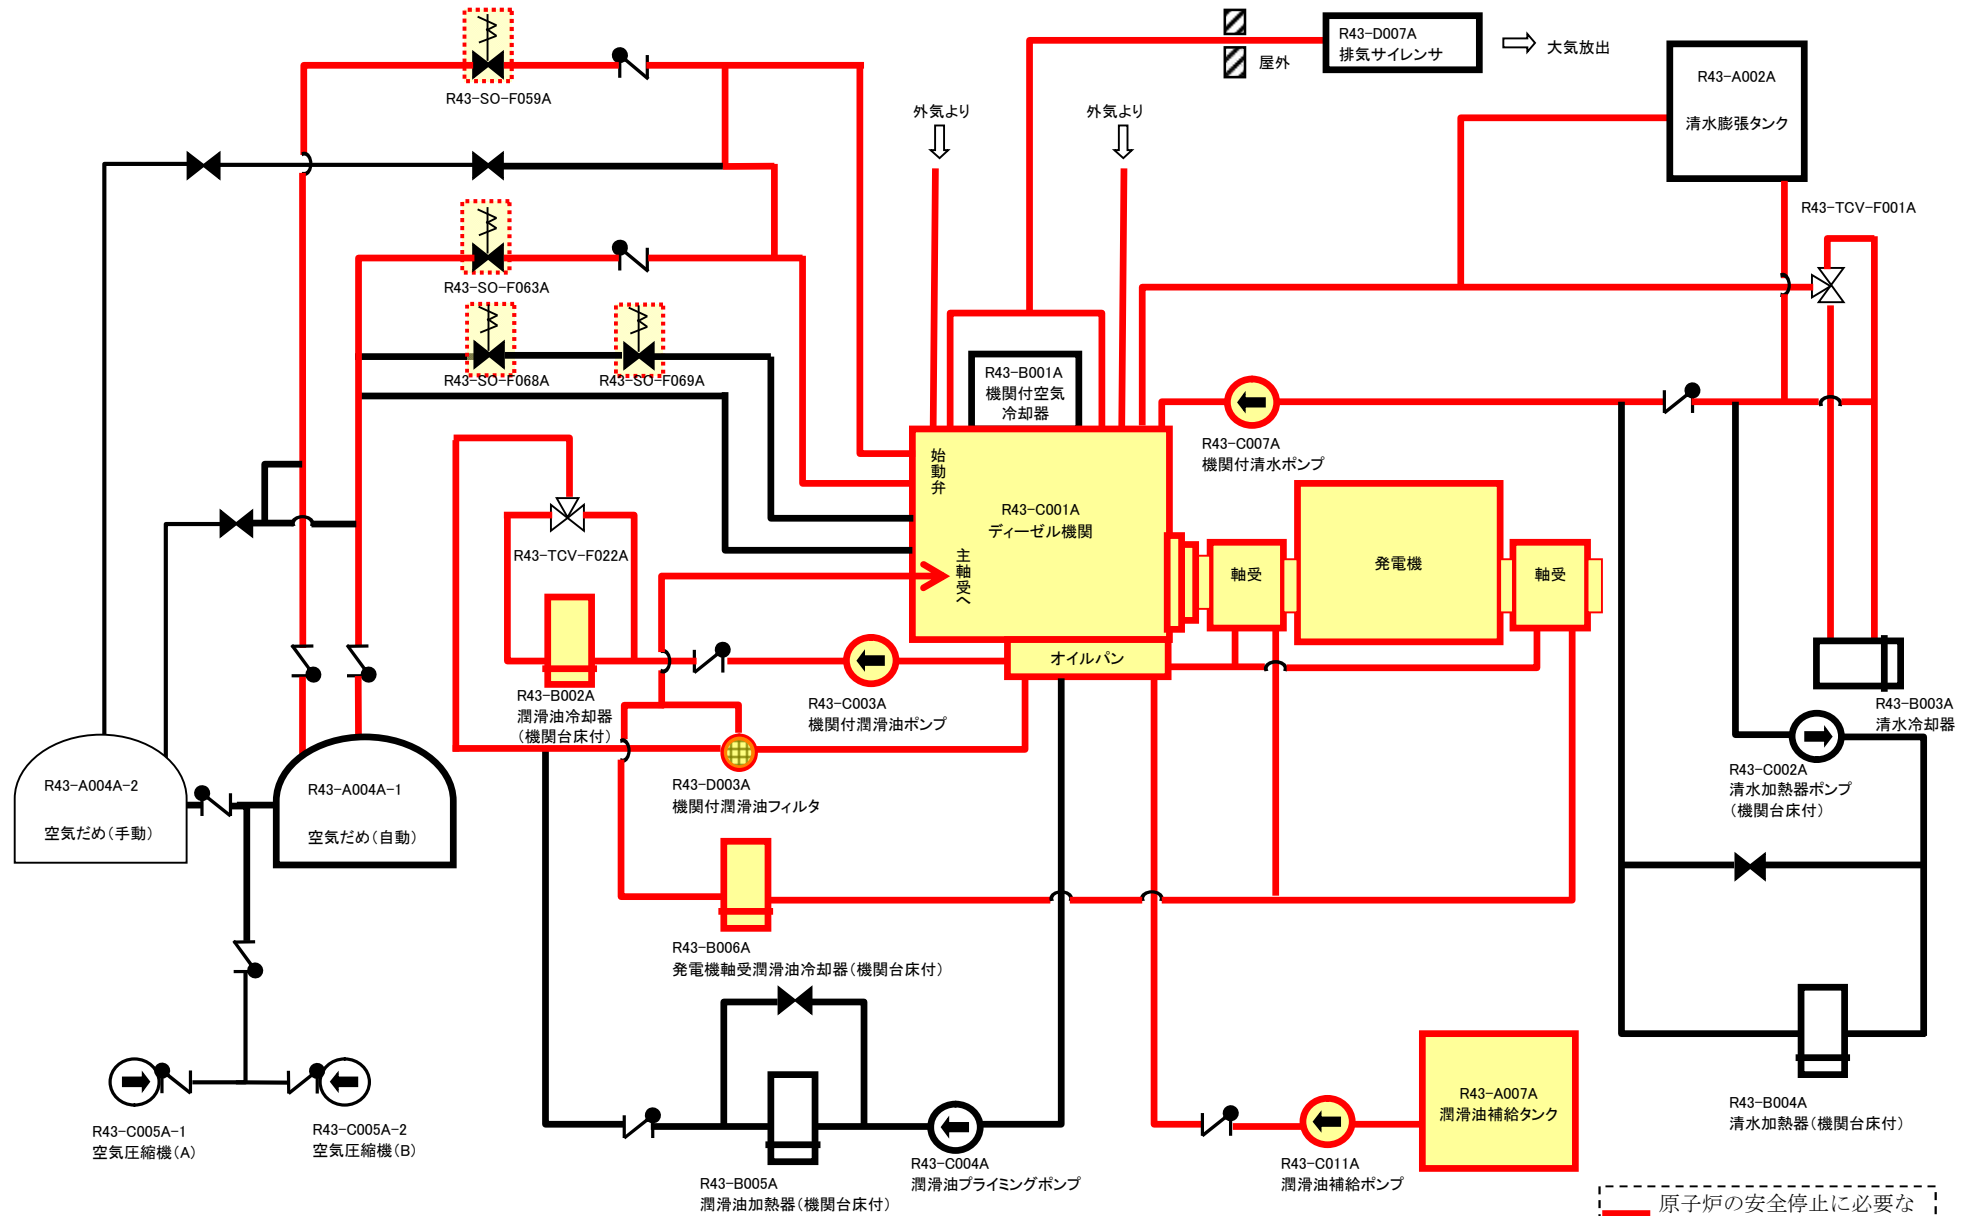 R43-SO-F059A
R43-D007A
排気サイレンサ
大気放出
屋外
R43-A002A
清水膨張タンク
外気より
外気より
R43-TCV-F001A
R43-SO-F063A
R43-SO-F068A
R43-SO-F069A
R43-B001A
機関付空気
冷却器
R43-C007A
機関付清水ポンプ
始動弁
R43-C001A
ディーゼル機関
主軸受へ
R43-TCV-F022A
軸受
発電機
軸受
オイルパン
R43-B002A
潤滑油冷却器
(機関台床付)
R43-C003A
機関付潤滑油ポンプ
R43-B003A
清水冷却器
R43-C002A
清水加熱器ポンプ
(機関台床付)
R43-D003A
機関付潤滑油フィルタ
R43-A004A-2
空気だめ(手動)
R43-A004A-1
空気だめ(自動)
R43-B006A
発電機軸受潤滑油冷却器(機関台床付)
R43-A007A
潤滑油補給タンク
R43-B004A
清水加熱器(機関台床付)
R43-C005A-1
空気圧縮機(A)
R43-C005A-2
空気圧縮機(B)
R43-C004A
潤滑油プライミングポンプ
R43-C011A
潤滑油補給ポンプ
R43-B005A
潤滑油加熱器(機関台床付)
原子炉の安全停止に必要な